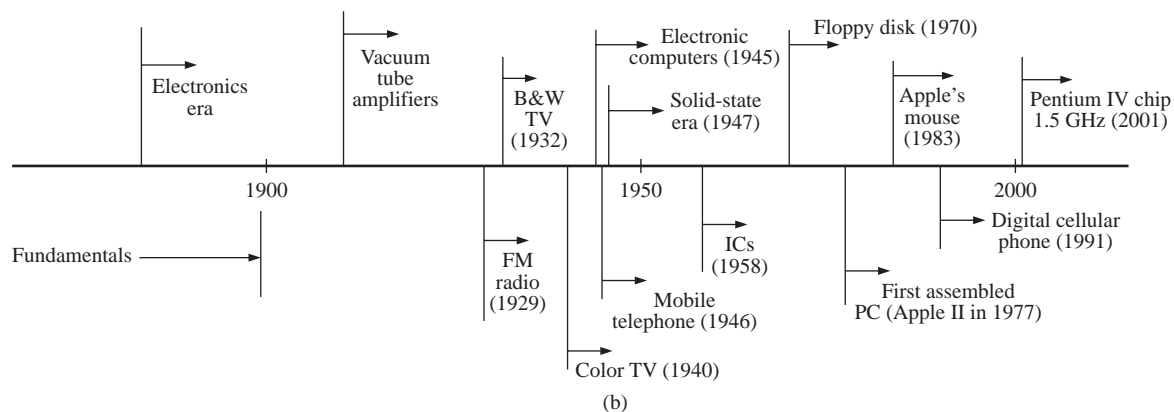 Electronics
era
Vacuum
tube
amplifiers
B&W
TV
(1932)
Electronic
computers (1945)
Solid-state
era (1947)
Floppy disk (1970)
Apple's
mouse
(1983)
Pentium IV chip
1.5 GHz (2001)
1900
1950
2000
Fundamentals
FM
radio
(1929)
Color TV (1940)
Mobile
telephone (1946)
ICs
(1958)
First assembled
PC (Apple II in 1977)
Digital cellular
phone (1991)
(b)